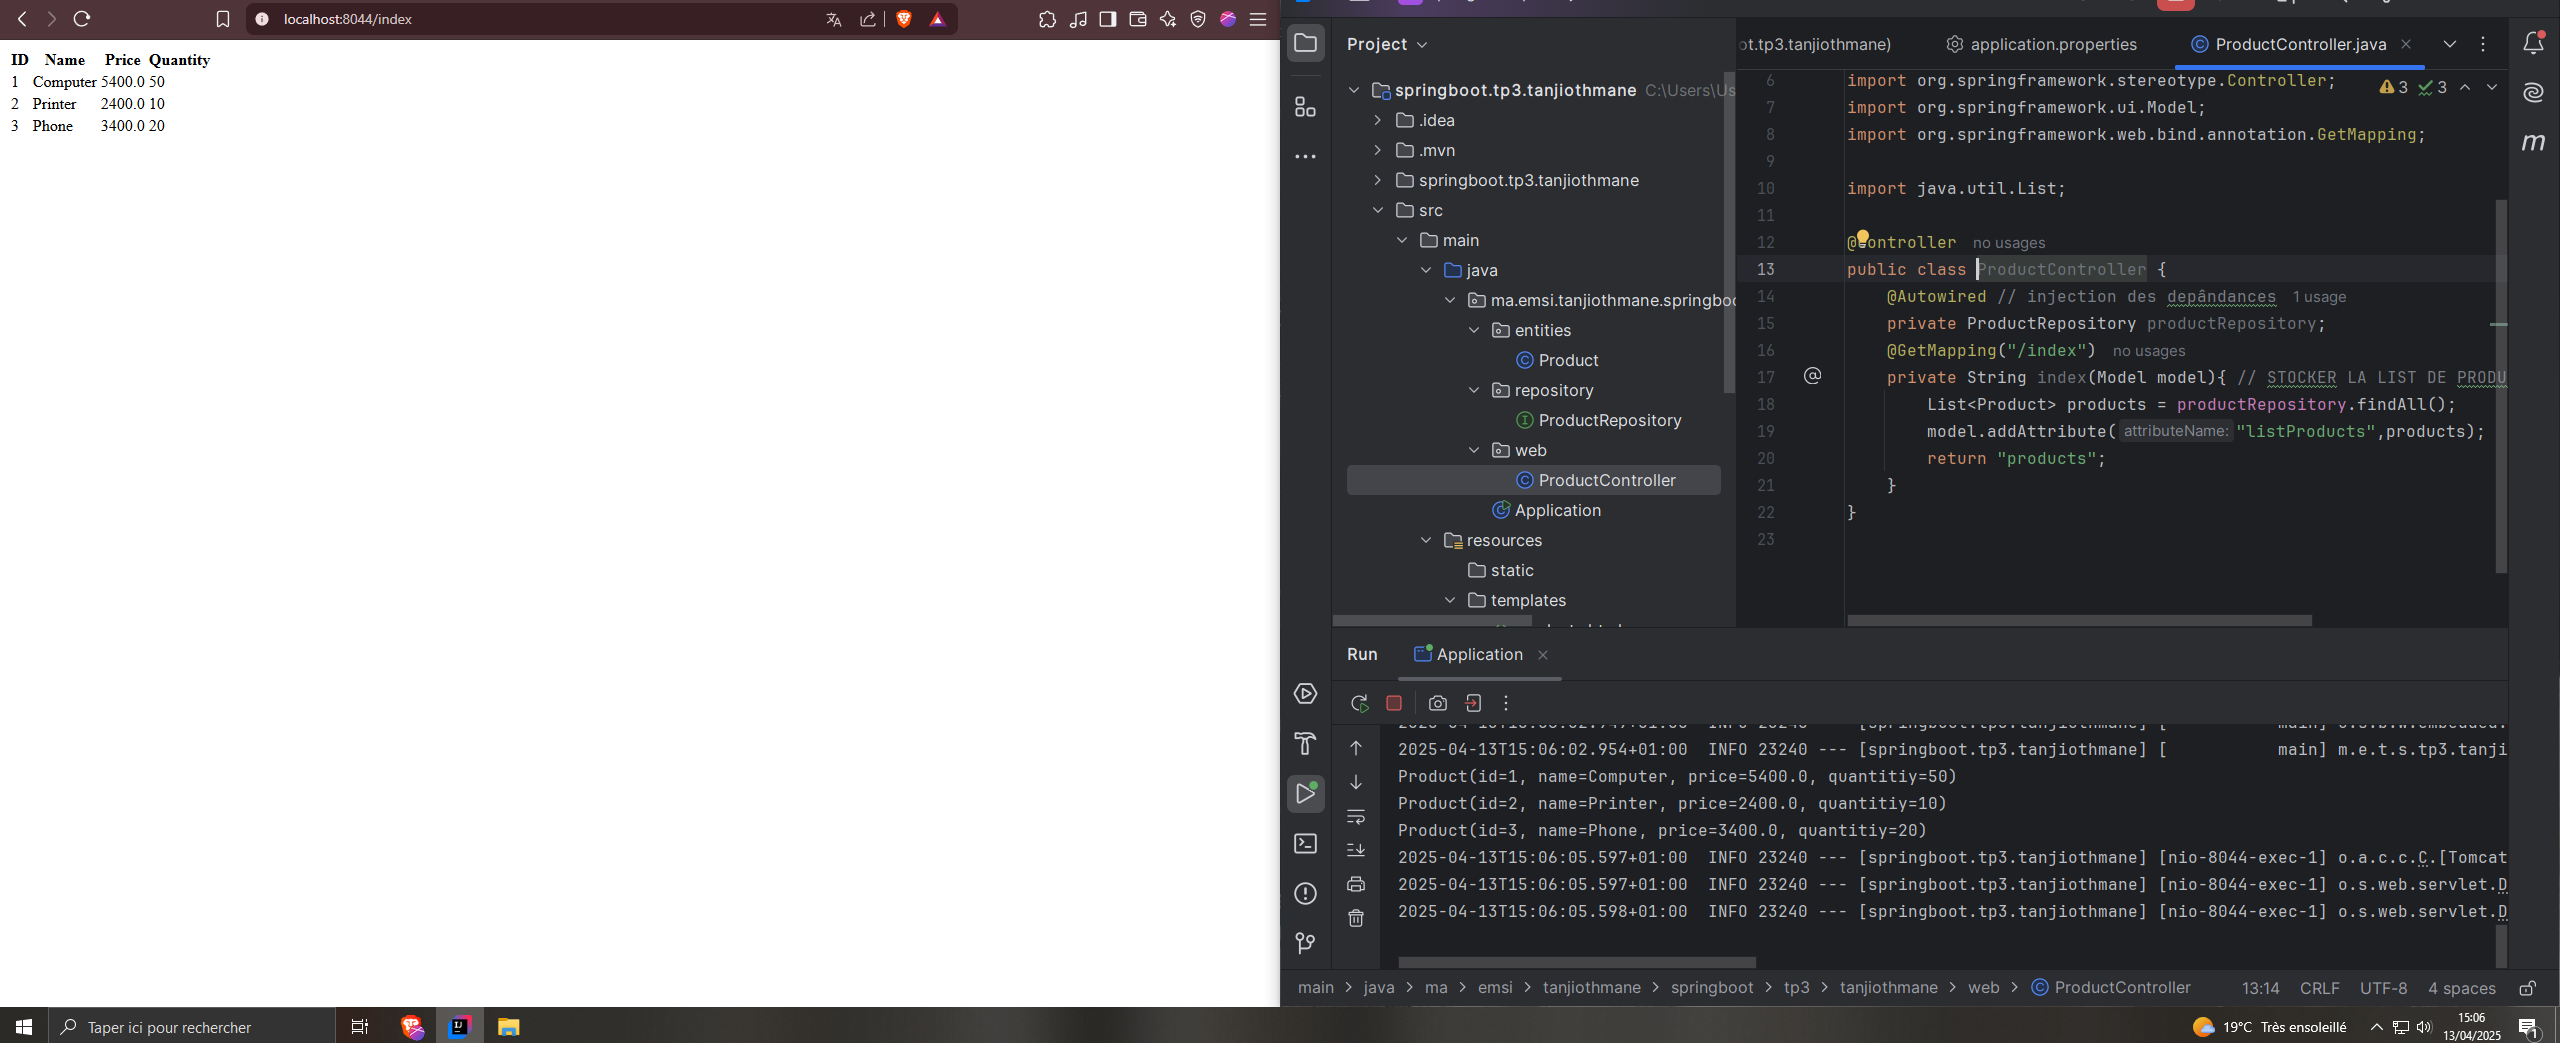 localhost:8044/index
ID Name Price Quantity
1 Computer 5400.0 50
2 Printer 2400.0 10
3 Phone 3400.0 20
Project
springboot.tp3.tanjiothmane C:\Users\Us
.idea
.mvn
springboot.tp3.tanjiothmane
src
main
java
ma.emsi.tanjiothmane.springboo
entities
Product
repository
ProductRepository
web
ProductController
Application
resources
static
templates
ot.tp3.tanjiothmane)
application.properties
ProductController.java
3 3
6 import org.springframework.stereotype.Controller;
7 import org.springframework.ui.Model;
8 import org.springframework.web.bind.annotation.GetMapping;
9
10 import java.util.List;
11
12 @Controller no usages
13 public class ProductController {
14 @Autowired // injection des depândances 1 usage
15 private ProductRepository productRepository;
16 @GetMapping("/index") no usages
17 private String index(Model model){ // STOCKER LA LIST DE PRODU
18 List<Product> products = productRepository.findAll();
19 model.addAttribute( attributeName: "listProducts",products);
20 return "products";
21 }
22 }
23
Run Application
2025-04-13T15:06:02.954+01:00 INFO 23240 --- [springboot.tp3.tanjiothmane] [ main] m.e.t.s.tp3.tanji
Product(id=1, name=Computer, price=5400.0, quantitiy=50)
Product(id=2, name=Printer, price=2400.0, quantitiy=10)
Product(id=3, name=Phone, price=3400.0, quantitiy=20)
2025-04-13T15:06:05.597+01:00 INFO 23240 --- [springboot.tp3.tanjiothmane] [nio-8044-exec-1] o.a.c.c.C.[Tomcat
2025-04-13T15:06:05.597+01:00 INFO 23240 --- [springboot.tp3.tanjiothmane] [nio-8044-exec-1] o.s.web.servlet.D
2025-04-13T15:06:05.598+01:00 INFO 23240 --- [springboot.tp3.tanjiothmane] [nio-8044-exec-1] o.s.web.servlet.D
main > java > ma > emsi > tanjiothmane > springboot > tp3 > tanjiothmane > web > ProductController
13:14 CRLF UTF-8 4 spaces
Taper ici pour rechercher
19°C Très ensoleillé
15:06
13/04/2025
1